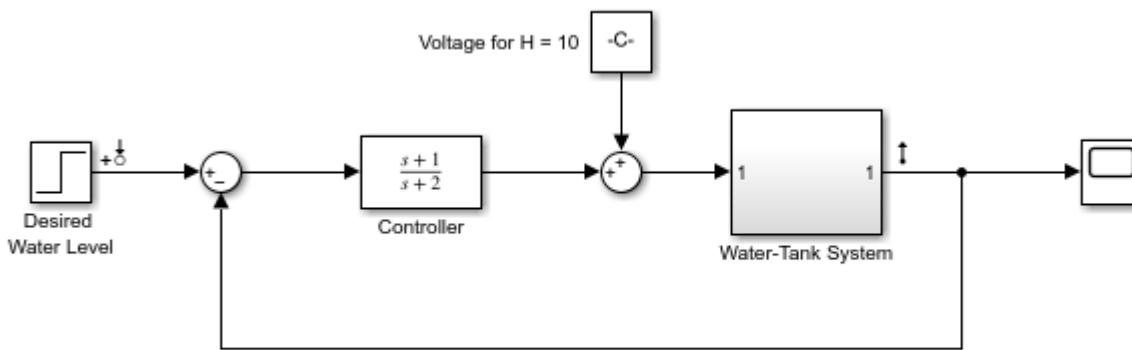 Voltage for H = 10
-C-
+
Desired
Water Level
+
−
s + 1
s + 2
Controller
+
+
1
1
Water-Tank System